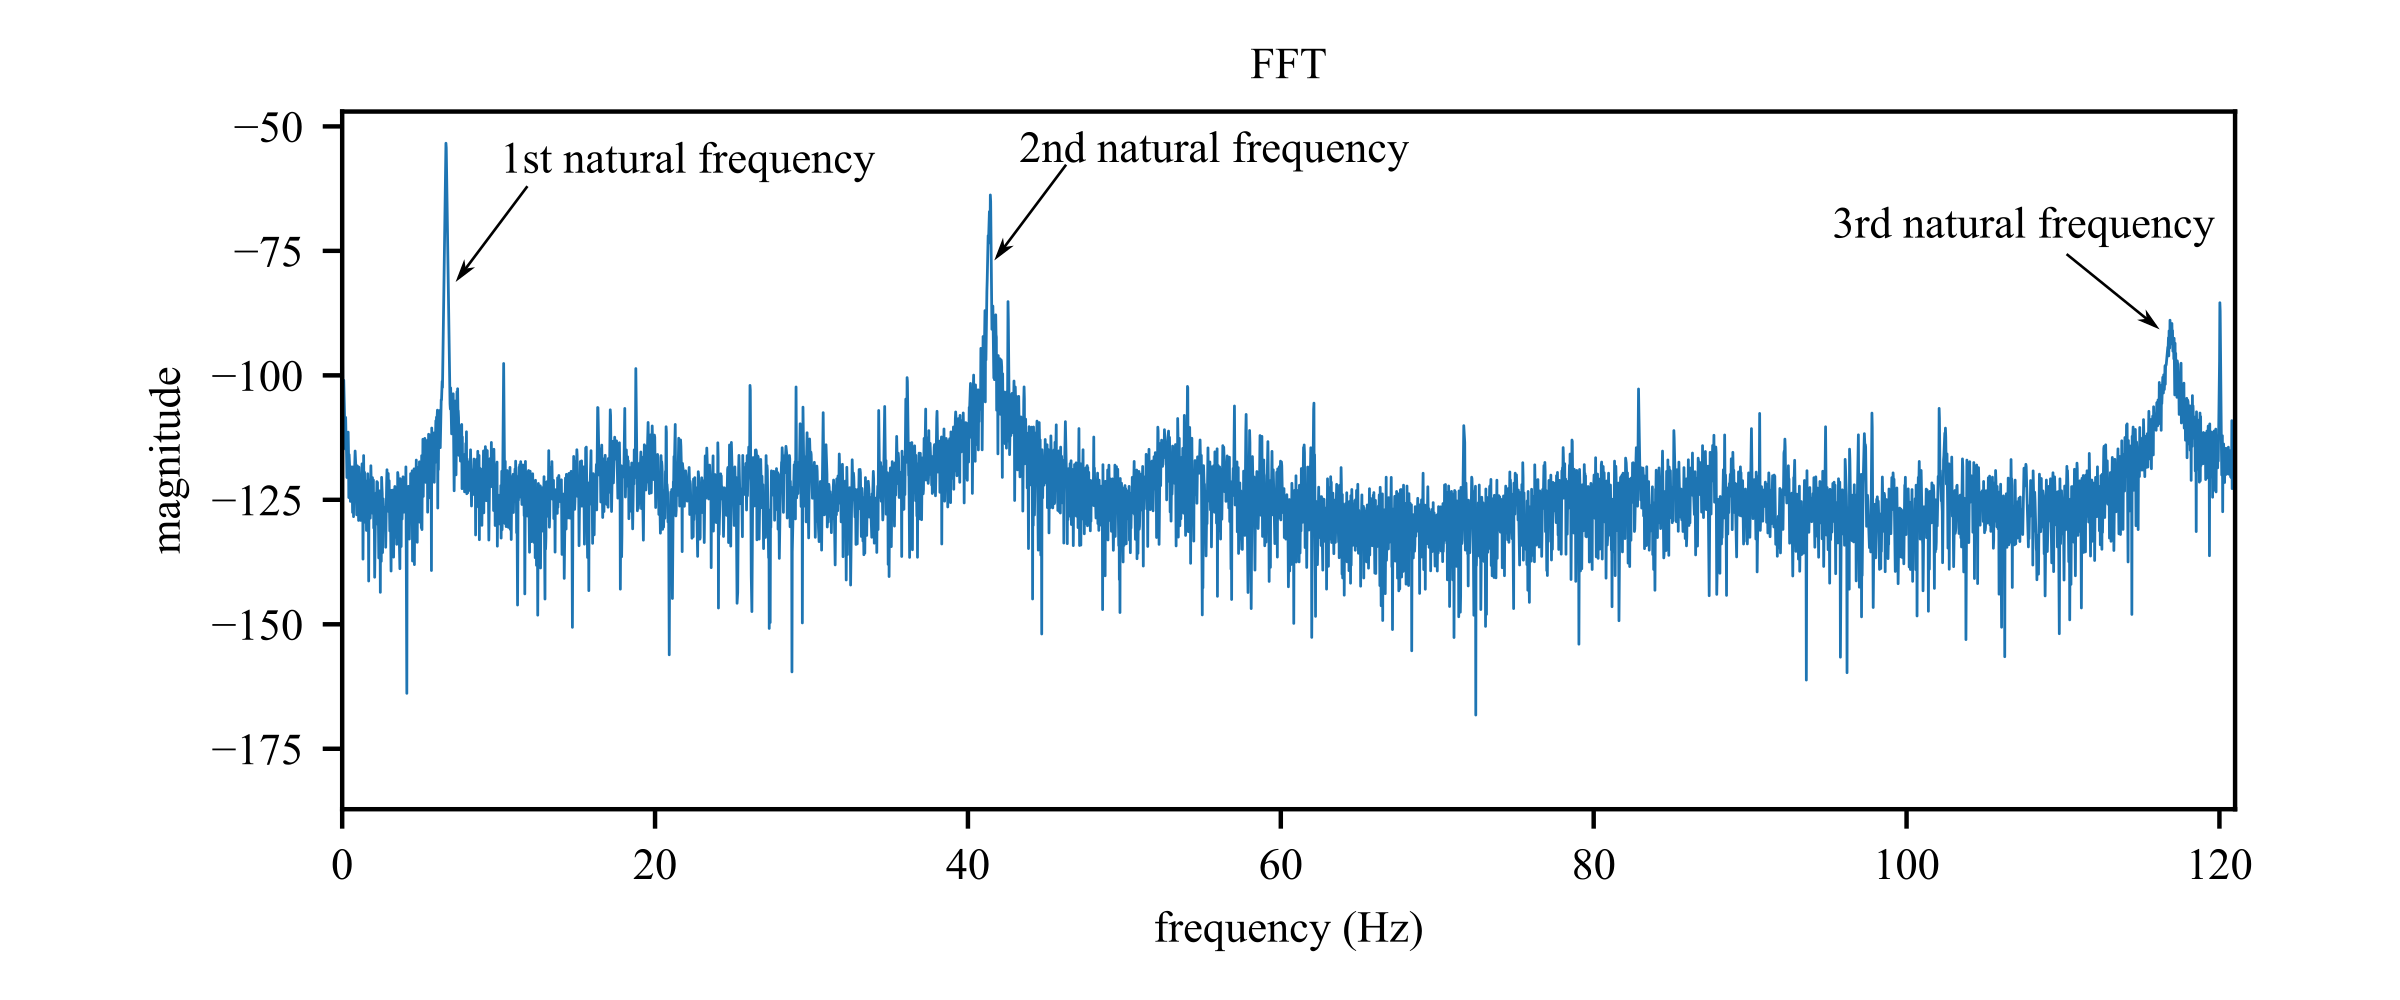 FFT
1st natural frequency
2nd natural frequency
3rd natural frequency
magnitude
−50
−75
−100
−125
−150
−175
0 20 40 60 80 100 120
frequency (Hz)